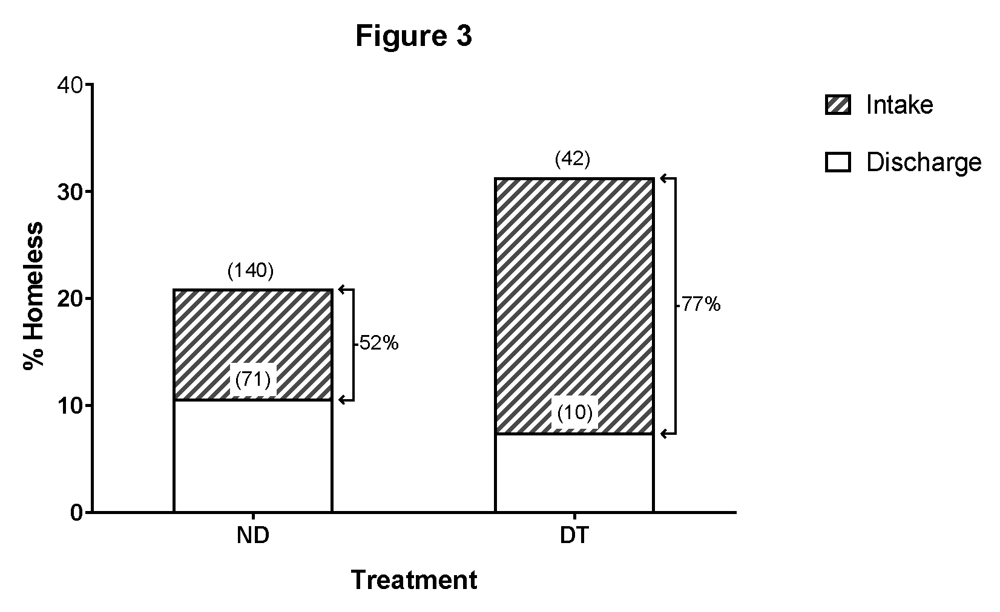 Figure 3
40
30
20
10
0
% Homeless
(140)
(71)
52%
(42)
(10)
77%
ND
DT
Treatment
Intake
Discharge